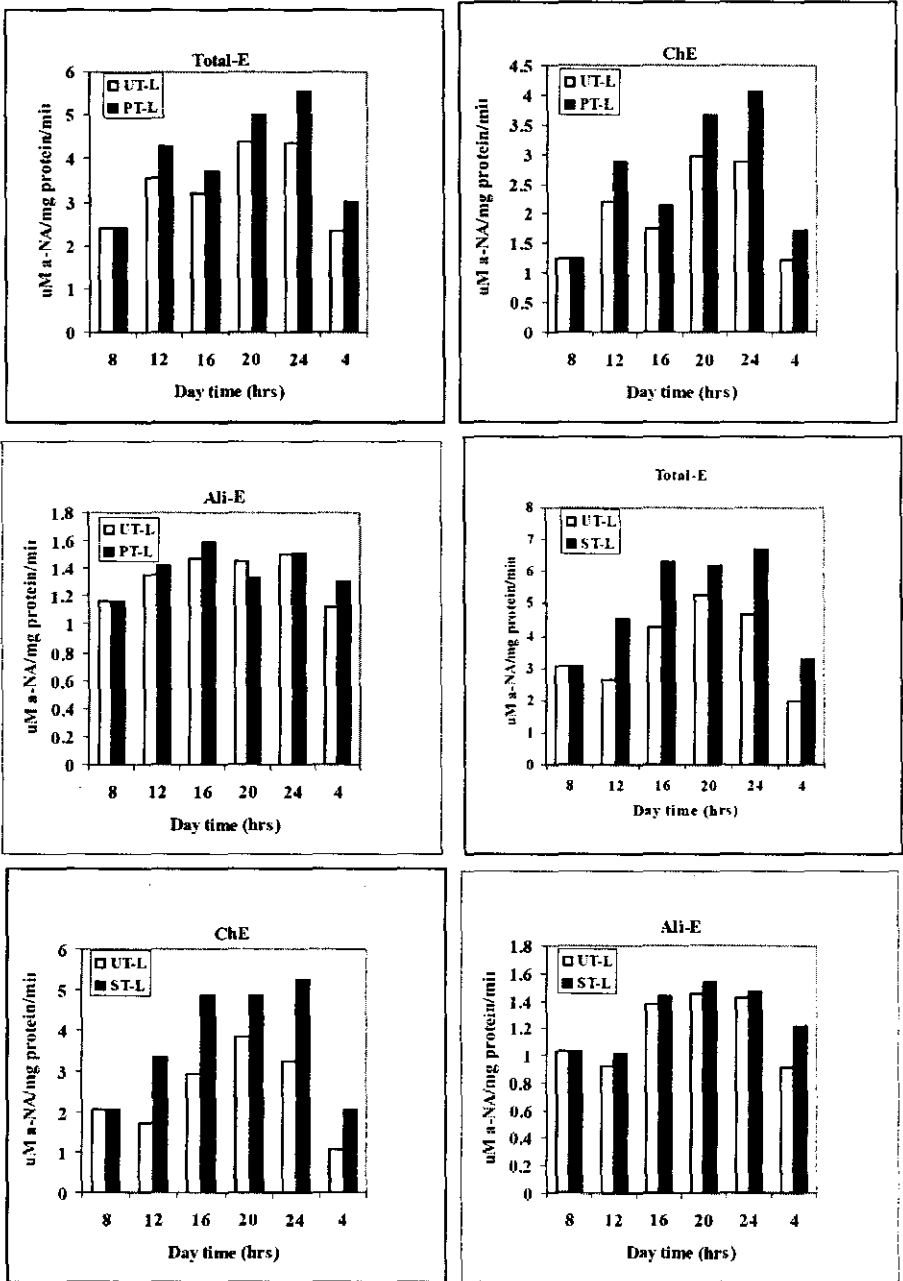 Total-E
UT-L
PT-L
6
5
4
3
2
1
0
uM a-NA/mg protein/min
8 12 16 20 24 4
Day time (hrs)
ChE
UT-L
PT-L
4.5
4
3.5
3
2.5
2
1.5
1
0.5
0
uM a-NA/mg protein/min
8 12 16 20 24 4
Day time (hrs)
Ali-E
UT-L
PT-L
1.8
1.6
1.4
1.2
1
0.8
0.6
0.4
0.2
0
uM a-NA/mg protein/min
8 12 16 20 24 4
Day time (hrs)
Total-E
UT-L
ST-L
8
7
6
5
4
3
2
1
0
uM a-NA/mg protein/min
8 12 16 20 24 4
Day time (hrs)
ChE
UT-L
ST-L
6
5
4
3
2
1
0
uM a-NA/mg protein/min
8 12 16 20 24 4
Day time (hrs)
Ali-E
UT-L
ST-L
1.8
1.6
1.4
1.2
1
0.8
0.6
0.4
0.2
0
uM a-NA/mg protein/min
8 12 16 20 24 4
Day time (hrs)